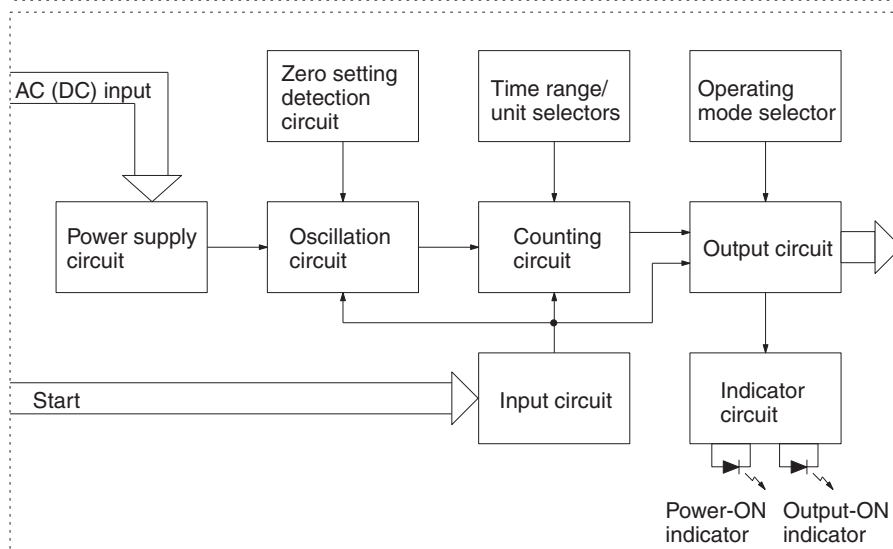 AC (DC) input
Zero setting
detection
circuit
Time range/
unit selectors
Operating
mode selector
Power supply
circuit
Oscillation
circuit
Counting
circuit
Output circuit
Start
Input circuit
Indicator
circuit
Power-ON
indicator
Output-ON
indicator